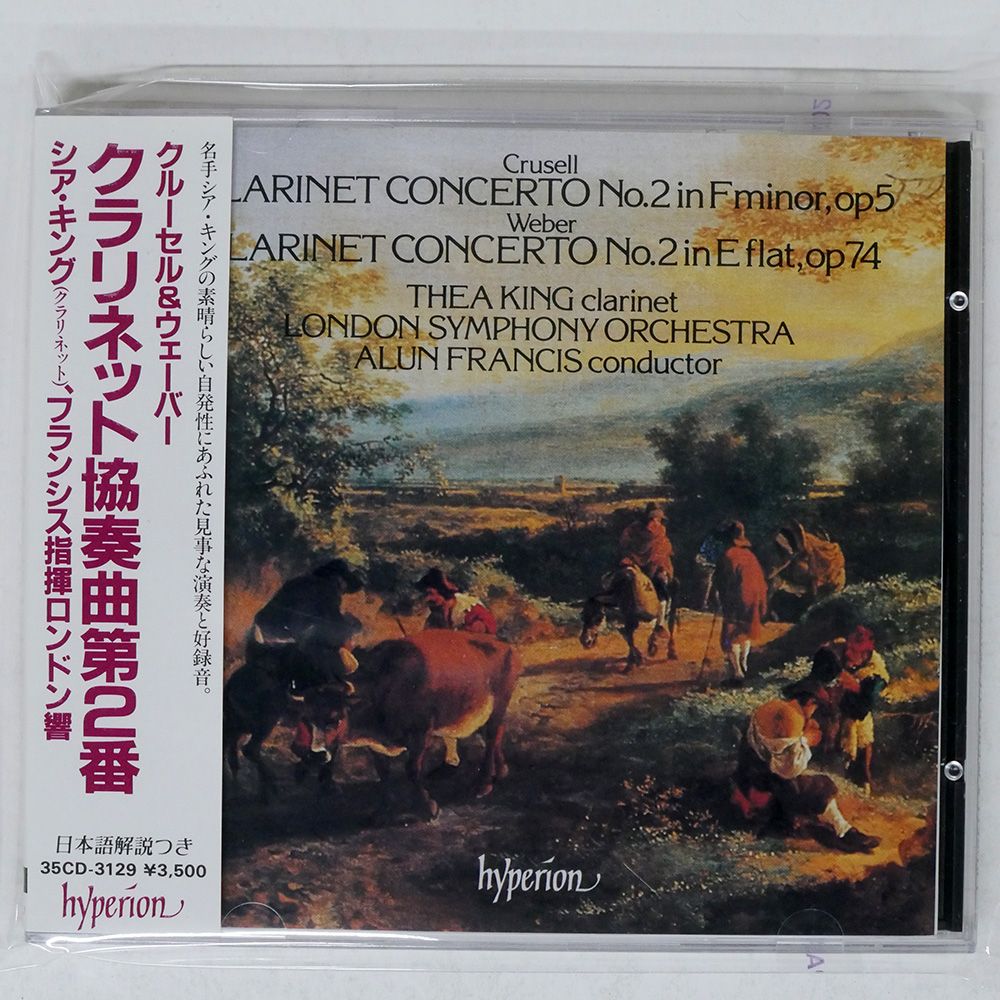 名手シア・キングの素晴らしい自発性にあふれた見事な演奏と好録音。
クルーセル&ウェーバー
クラリネット協奏曲第2番
シア・キング(クラリネット)、フランシス指揮ロンドン響
日本語解説つき
35CD-3129 ¥3,500
hyperion
Crusell
LARINET CONCERTO No.2 in F minor, op5
Weber
LARINET CONCERTO No.2 in E flat, op74
THEA KING clarinet
LONDON SYMPHONY ORCHESTRA
ALUN FRANCIS conductor
hyperion